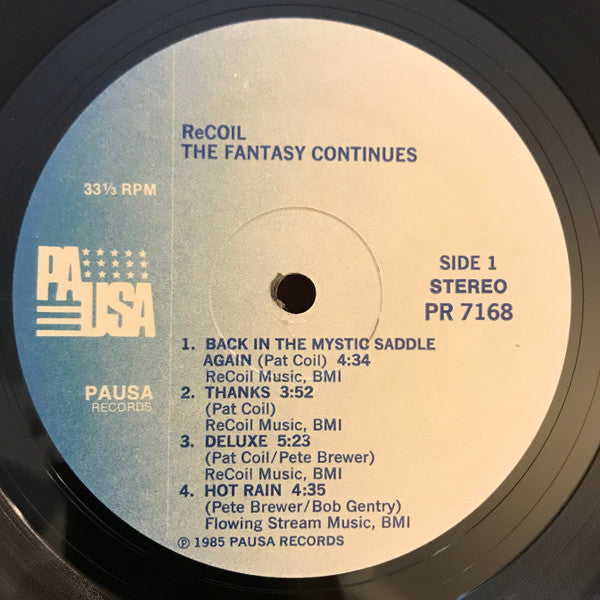 ReCOIL
THE FANTASY CONTINUES
33⅓ RPM
PA
USA
PAUSA
RECORDS
SIDE 1
STEREO
PR 7168
1. BACK IN THE MYSTIC SADDLE
AGAIN (Pat Coil) 4:34
ReCoil Music, BMI
2. THANKS 3:52
(Pat Coil)
ReCoil Music, BMI
3. DELUXE 5:23
(Pat Coil/Pete Brewer)
ReCoil Music, BMI
4. HOT RAIN 4:35
(Pete Brewer/Bob Gentry)
Flowing Stream Music, BMI
℗ 1985 PAUSA RECORDS